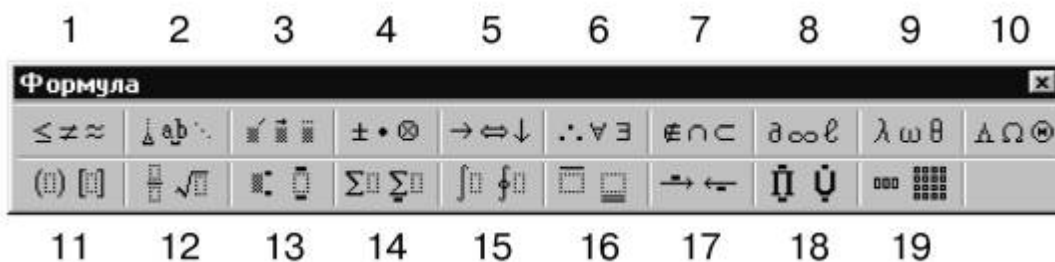 1 2 3 4 5 6 7 8 9 10
Формула
≤ ≠ ≈ ab ± • ⊗ → ⇔ ↓ ∴ ∀ ∃ ∉ ∩ ⊂ ∂ ∞ ℓ λ ω θ Λ Ω Θ
() [] √ Σ Σ ∫ ∮ → ← Π Ụ
11 12 13 14 15 16 17 18 19